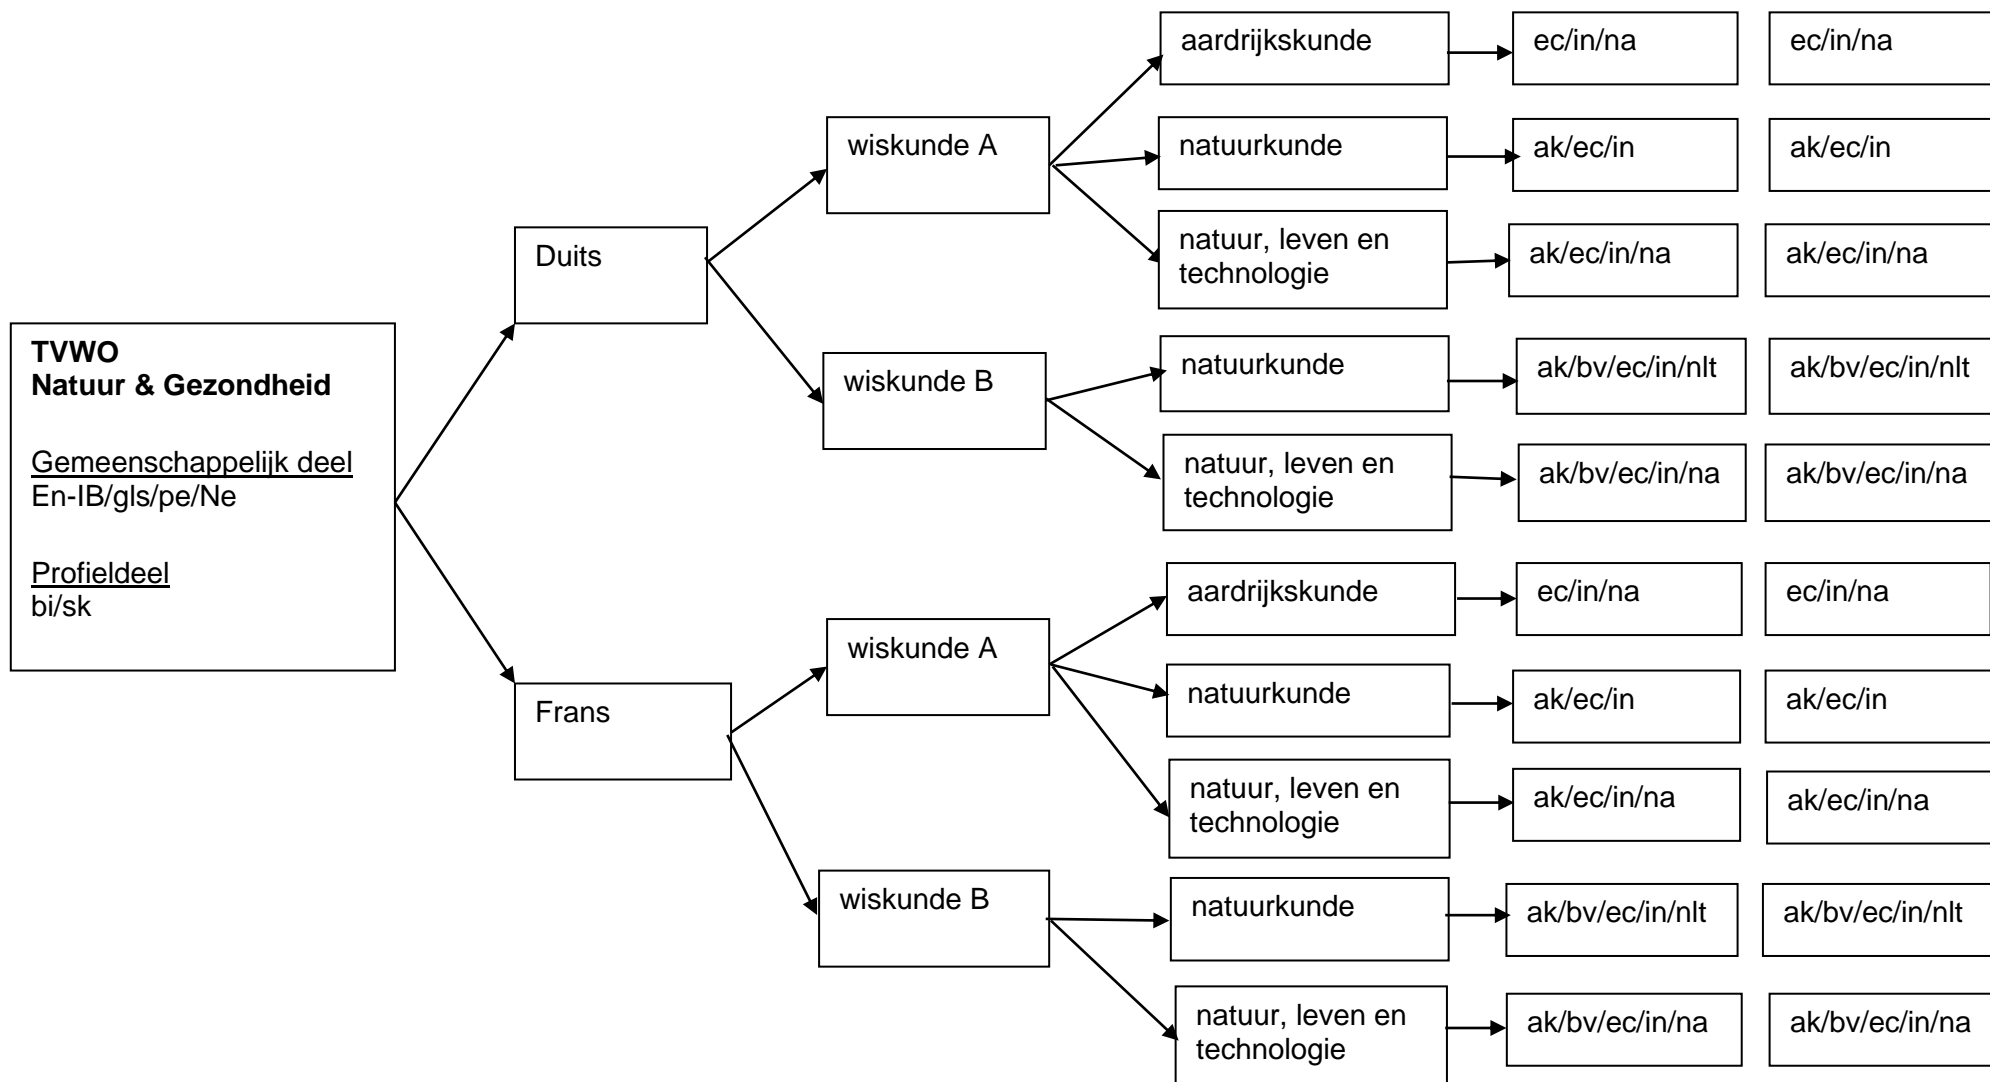 TVWO
Natuur & Gezondheid
Gemeenschappelijk deel
En-IB/gls/pe/Ne
Profieldeel
bi/sk
Duits
wiskunde A
aardrijkskunde
ec/in/na
ec/in/na
natuurkunde
ak/ec/in
ak/ec/in
natuur, leven en
technologie
ak/ec/in/na
ak/ec/in/na
wiskunde B
natuurkunde
ak/bv/ec/in/nlt
ak/bv/ec/in/nlt
natuur, leven en
technologie
ak/bv/ec/in/na
ak/bv/ec/in/na
Frans
wiskunde A
aardrijkskunde
ec/in/na
ec/in/na
natuurkunde
ak/ec/in
ak/ec/in
natuur, leven en
technologie
ak/ec/in/na
ak/ec/in/na
wiskunde B
natuurkunde
ak/bv/ec/in/nlt
ak/bv/ec/in/nlt
natuur, leven en
technologie
ak/bv/ec/in/na
ak/bv/ec/in/na